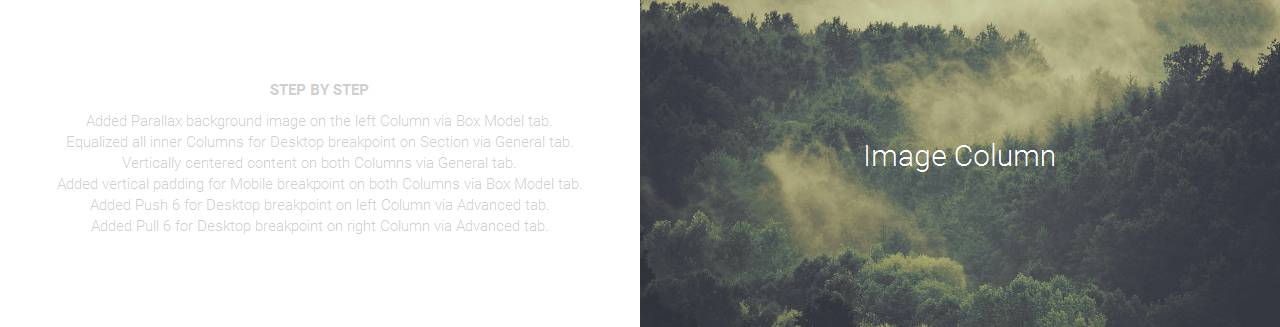 STEP BY STEP
Added Parallax background image on the left Column via Box Model tab.
Equalized all inner Columns for Desktop breakpoint on Section via General tab.
Vertically centered content on both Columns via General tab.
Added vertical padding for Mobile breakpoint on both Columns via Box Model tab.
Added Push 6 for Desktop breakpoint on left Column via Advanced tab.
Added Pull 6 for Desktop breakpoint on right Column via Advanced tab.
Image Column